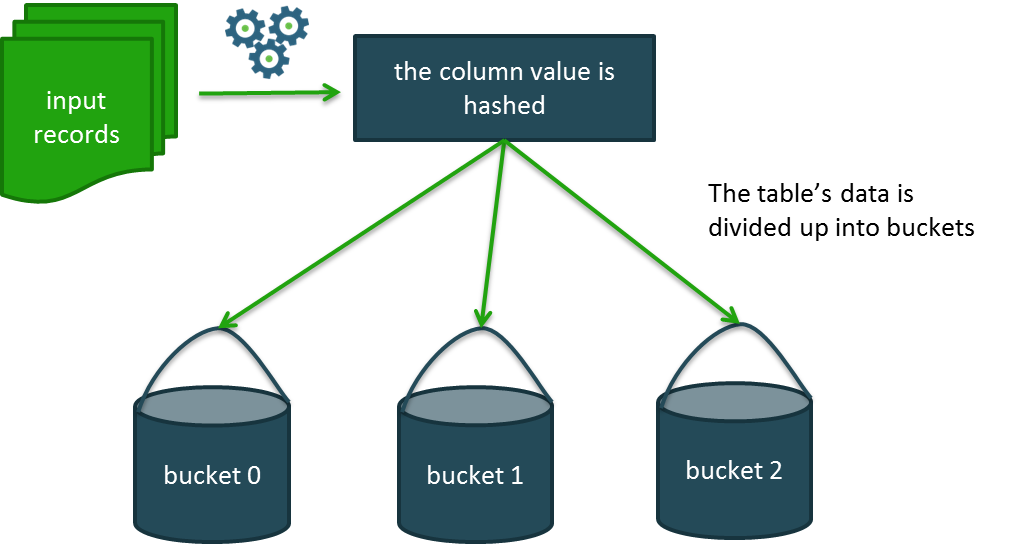 input
records
the column value is
hashed
The table’s data is
divided up into buckets
bucket 0
bucket 1
bucket 2